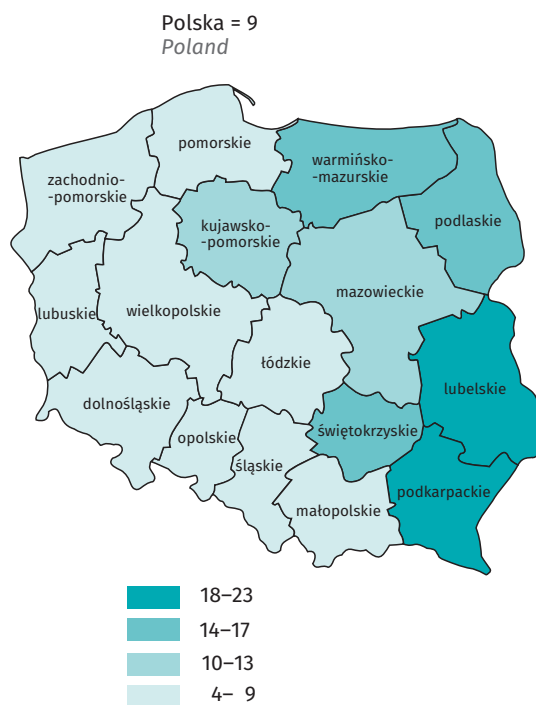 Polska = 9
Poland
pomorskie
warmińsko-
-mazurskie
zachodnio-
-pomorskie
podlaskie
kujawsko-
-pomorskie
mazowieckie
lubuskie
wielkopolskie
łódzkie
lubelskie
dolnośląskie
opolskie
świętokrzyskie
śląskie
podkarpackie
małopolskie
18–23
14–17
10–13
4– 9